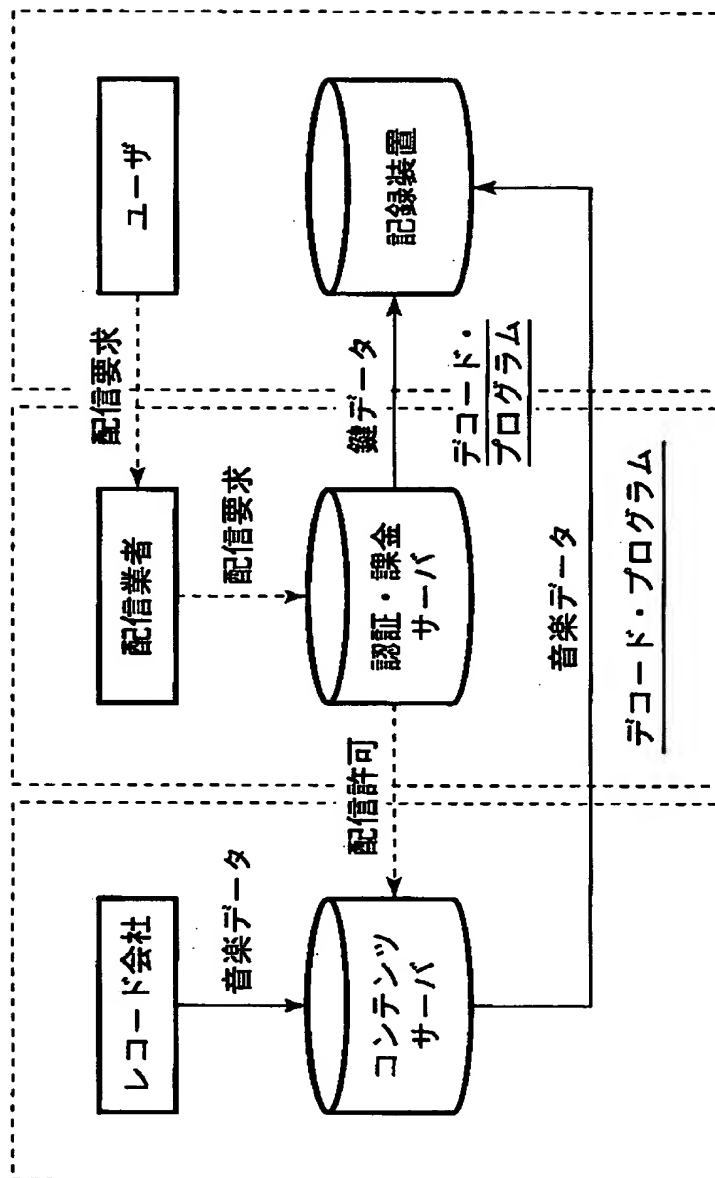 レコード会社
音楽データ
コンテンツ
サーバ
配信業者
配信要求
配信要求
認証・課金
サーバ
配信許可
ユーザ
鍵データ
デコード・
プログラム
記録装置
音楽データ
デコード・プログラム